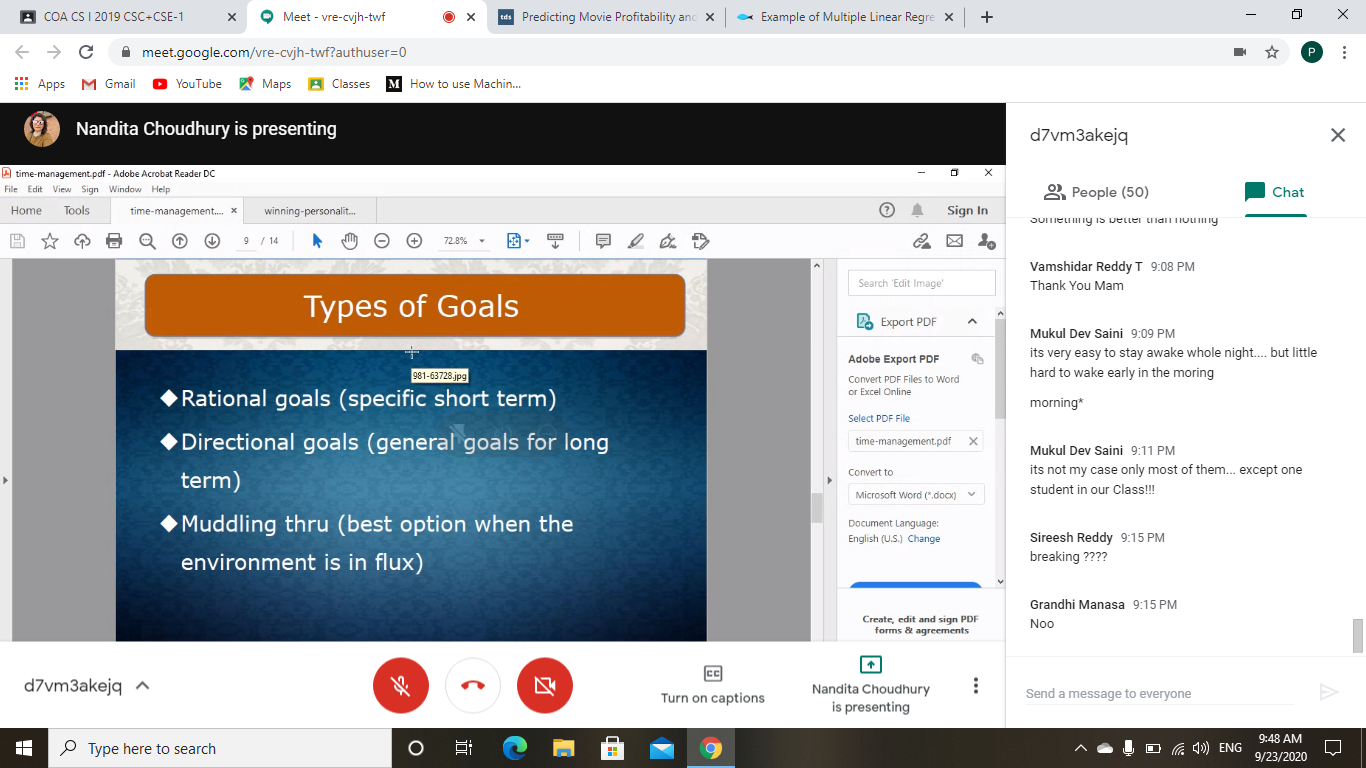 COA CS I 2019 CSC+CSE-1
Meet - vre-cvjh-twf
tds Predicting Movie Profitability and
Example of Multiple Linear Regre
meet.google.com/vre-cvjh-twf?authuser=0
P
Apps
Gmail
YouTube
Maps
Classes
M How to use Machin...
Nandita Choudhury is presenting
time-management.pdf - Adobe Acrobat Reader DC
File Edit View Sign Window Help
Home Tools time-management.... winning-personalit... Sign In
9 / 14 72.8%
Types of Goals
981-63728.jpg
Rational goals (specific short term)
Directional goals (general goals for long
term)
Muddling thru (best option when the
environment is in flux)
Search 'Edit Image'
Export PDF
Adobe Export PDF
Convert PDF Files to Word
or Excel Online
Select PDF File
time-management.pdf
Convert to
Microsoft Word (*.docx)
Document Language:
English (U.S.) Change
Create, edit and sign PDF
forms & agreements
d7vm3akejq
People (50)
Chat
Something is better than nothing
Vamshidar Reddy T 9:08 PM
Thank You Mam
Mukul Dev Saini 9:09 PM
its very easy to stay awake whole night.... but little
hard to wake early in the moring
morning*
Mukul Dev Saini 9:11 PM
its not my case only most of them... except one
student in our Class!!!
Sireesh Reddy 9:15 PM
breaking ????
Grandhi Manasa 9:15 PM
Noo
Send a message to everyone
d7vm3akejq
CC
Turn on captions
Nandita Choudhury
is presenting
Type here to search
ENG
9:48 AM
9/23/2020